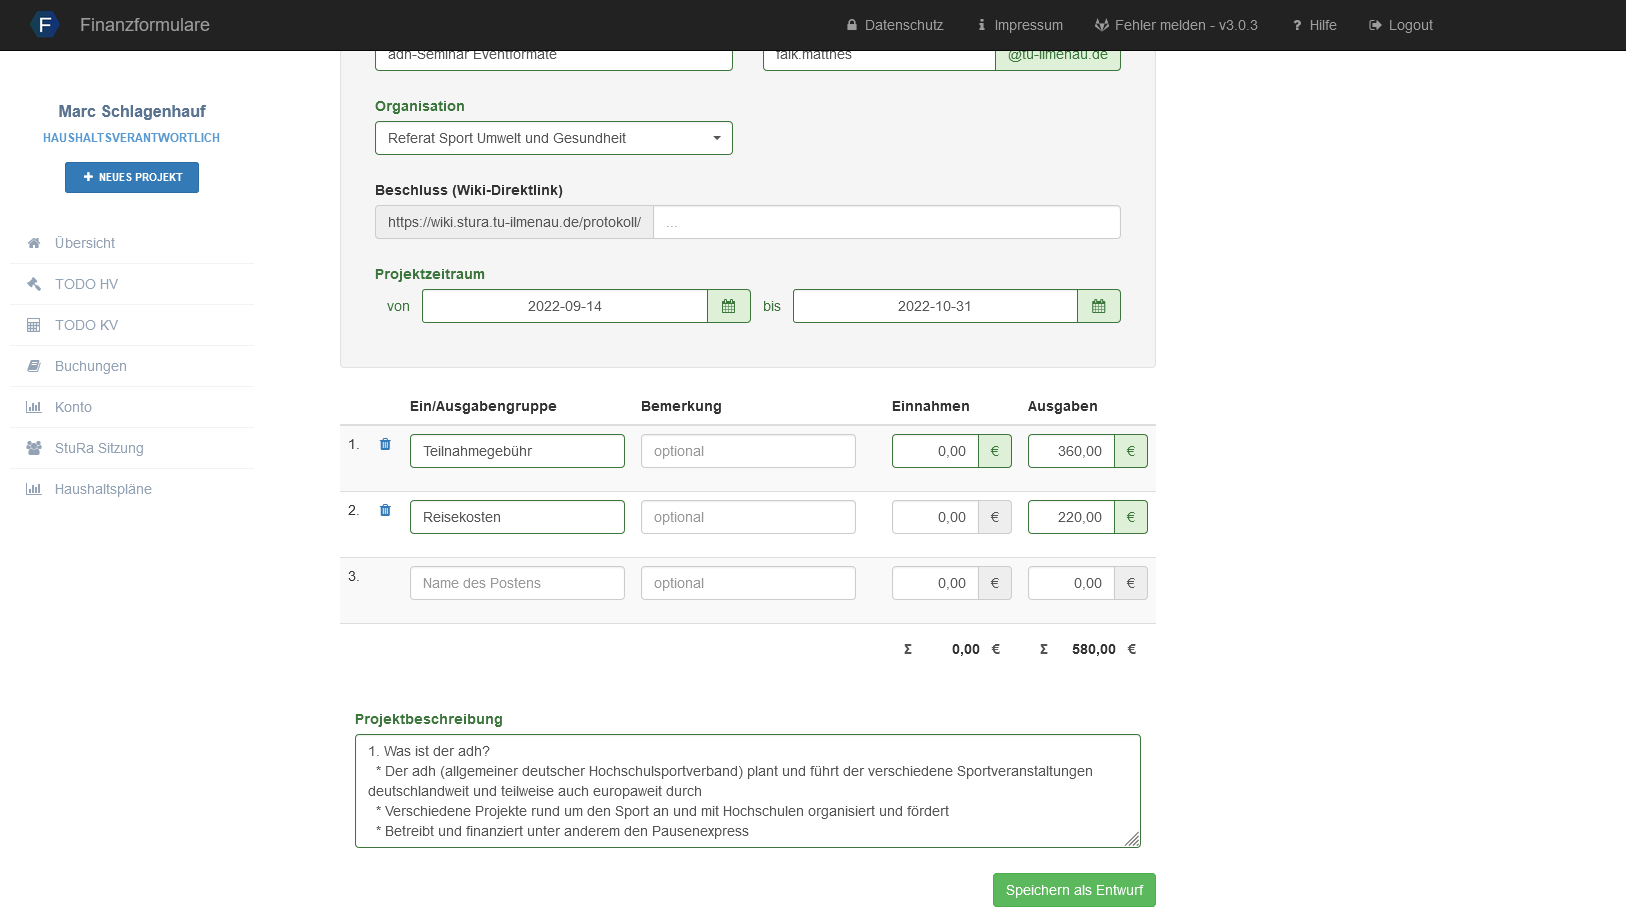 F Finanzformulare Datenschutz Impressum Fehler melden - v3.0.3 Hilfe Logout
adh-Seminar Eventformate falk.matthes @tu-ilmenau.de
Marc Schlagenhauf
HAUSHALTSVERANTWORTLICH
NEUES PROJEKT
Übersicht
TODO HV
TODO KV
Buchungen
Konto
StuRa Sitzung
Haushaltspläne
Organisation
Referat Sport Umwelt und Gesundheit
Beschluss (Wiki-Direktlink)
https://wiki.stura.tu-ilmenau.de/protokoll/ ...
Projektzeitraum
von 2022-09-14 bis 2022-10-31
Ein/Ausgabengruppe Bemerkung Einnahmen Ausgaben
1. Teilnahmegebühr optional 0,00 € 360,00 €
2. Reisekosten optional 0,00 € 220,00 €
3. Name des Postens optional 0,00 € 0,00 €
Σ 0,00 € Σ 580,00 €
Projektbeschreibung
1. Was ist der adh?
* Der adh (allgemeiner deutscher Hochschulsportverband) plant und führt der verschiedene Sportveranstaltungen
deutschlandweit und teilweise auch europaweit durch
* Verschiedene Projekte rund um den Sport an und mit Hochschulen organisiert und fördert
* Betreibt und finanziert unter anderem den Pausenexpress
Speichern als Entwurf